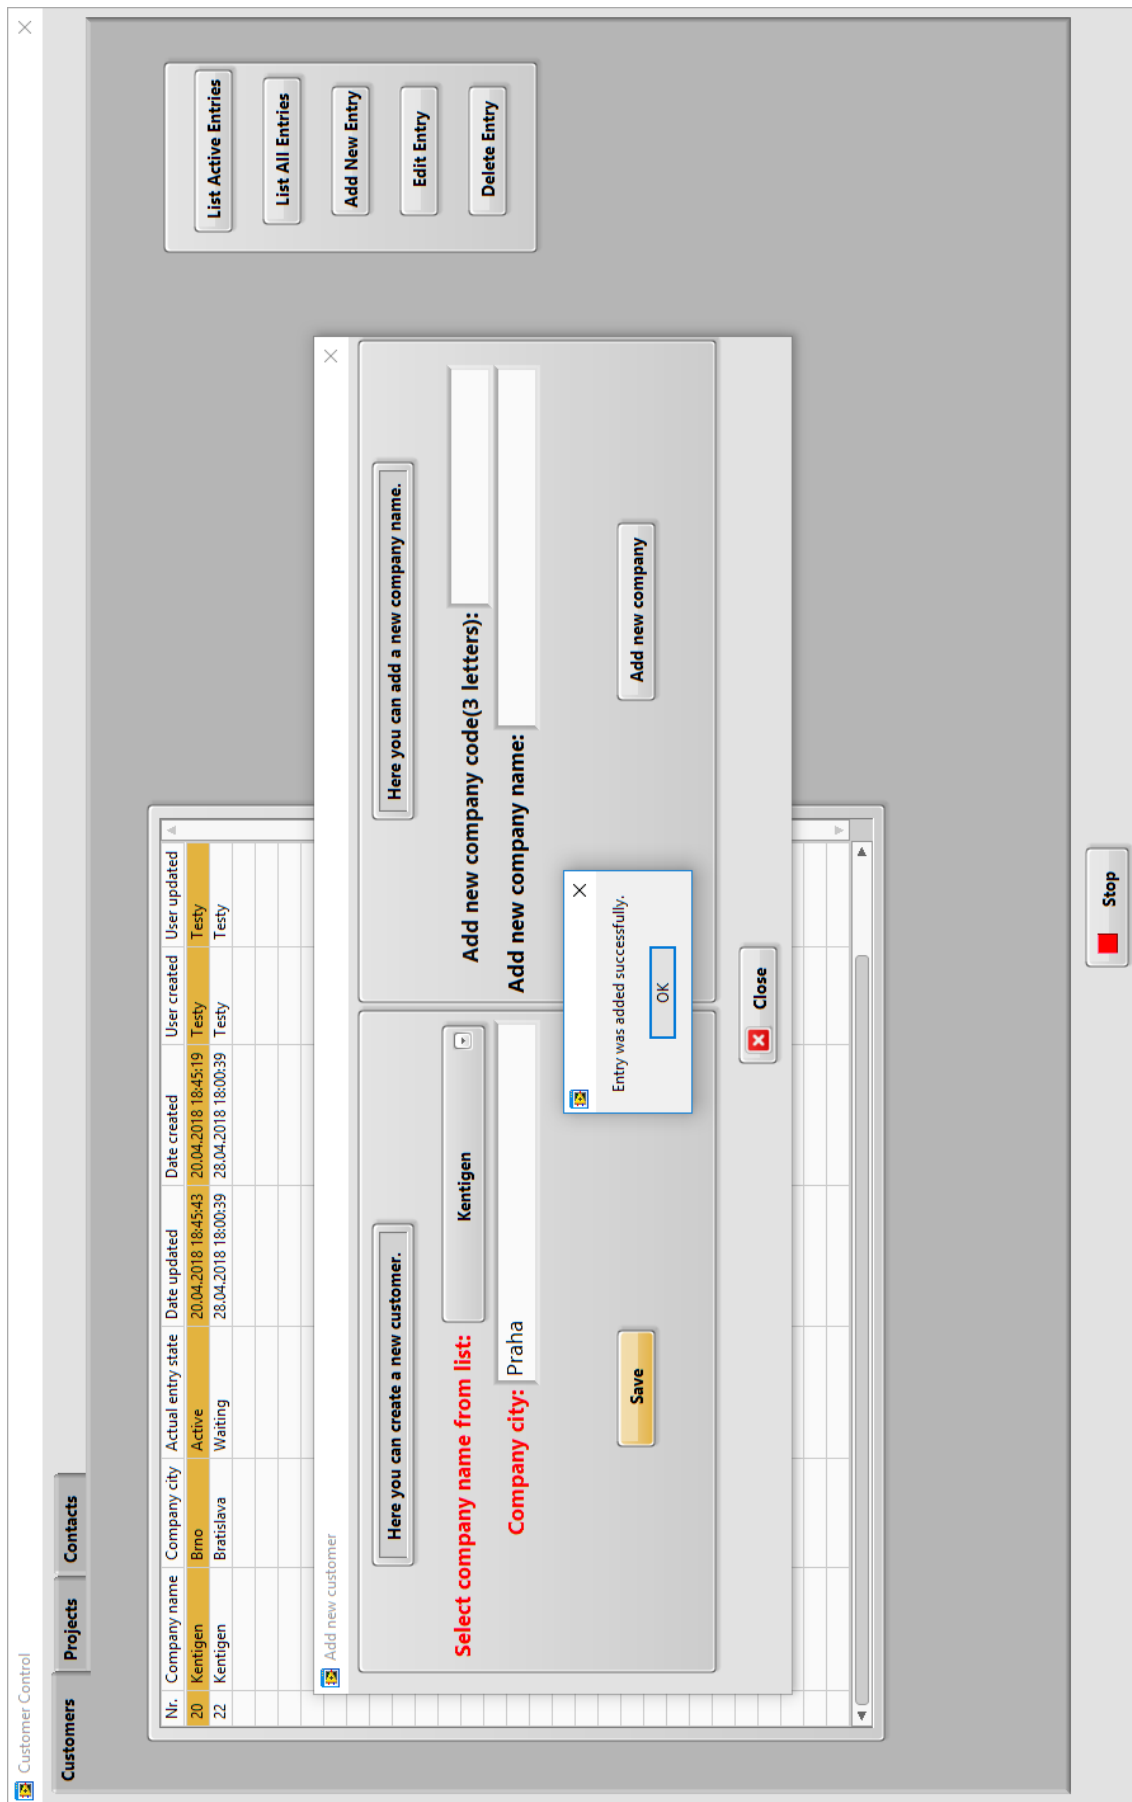 Customer Control
Customers Projects Contacts
Nr. Company name Company city Actual entry state Date updated Date created User created User updated
20 Kentigen Brno Active 20.04.2018 18:45:43 20.04.2018 18:45:19 Testy Testy
22 Kentigen Bratislava Waiting 28.04.2018 18:00:39 28.04.2018 18:00:39 Testy Testy
List Active Entries
List All Entries
Add New Entry
Edit Entry
Delete Entry
Add new customer
Here you can create a new customer.
Select company name from list: Kentigen
Company city: Praha
Save
Here you can add a new company name.
Add new company code(3 letters):
Add new company name:
Add new company
Entry was added successfully.
OK
Close
Stop